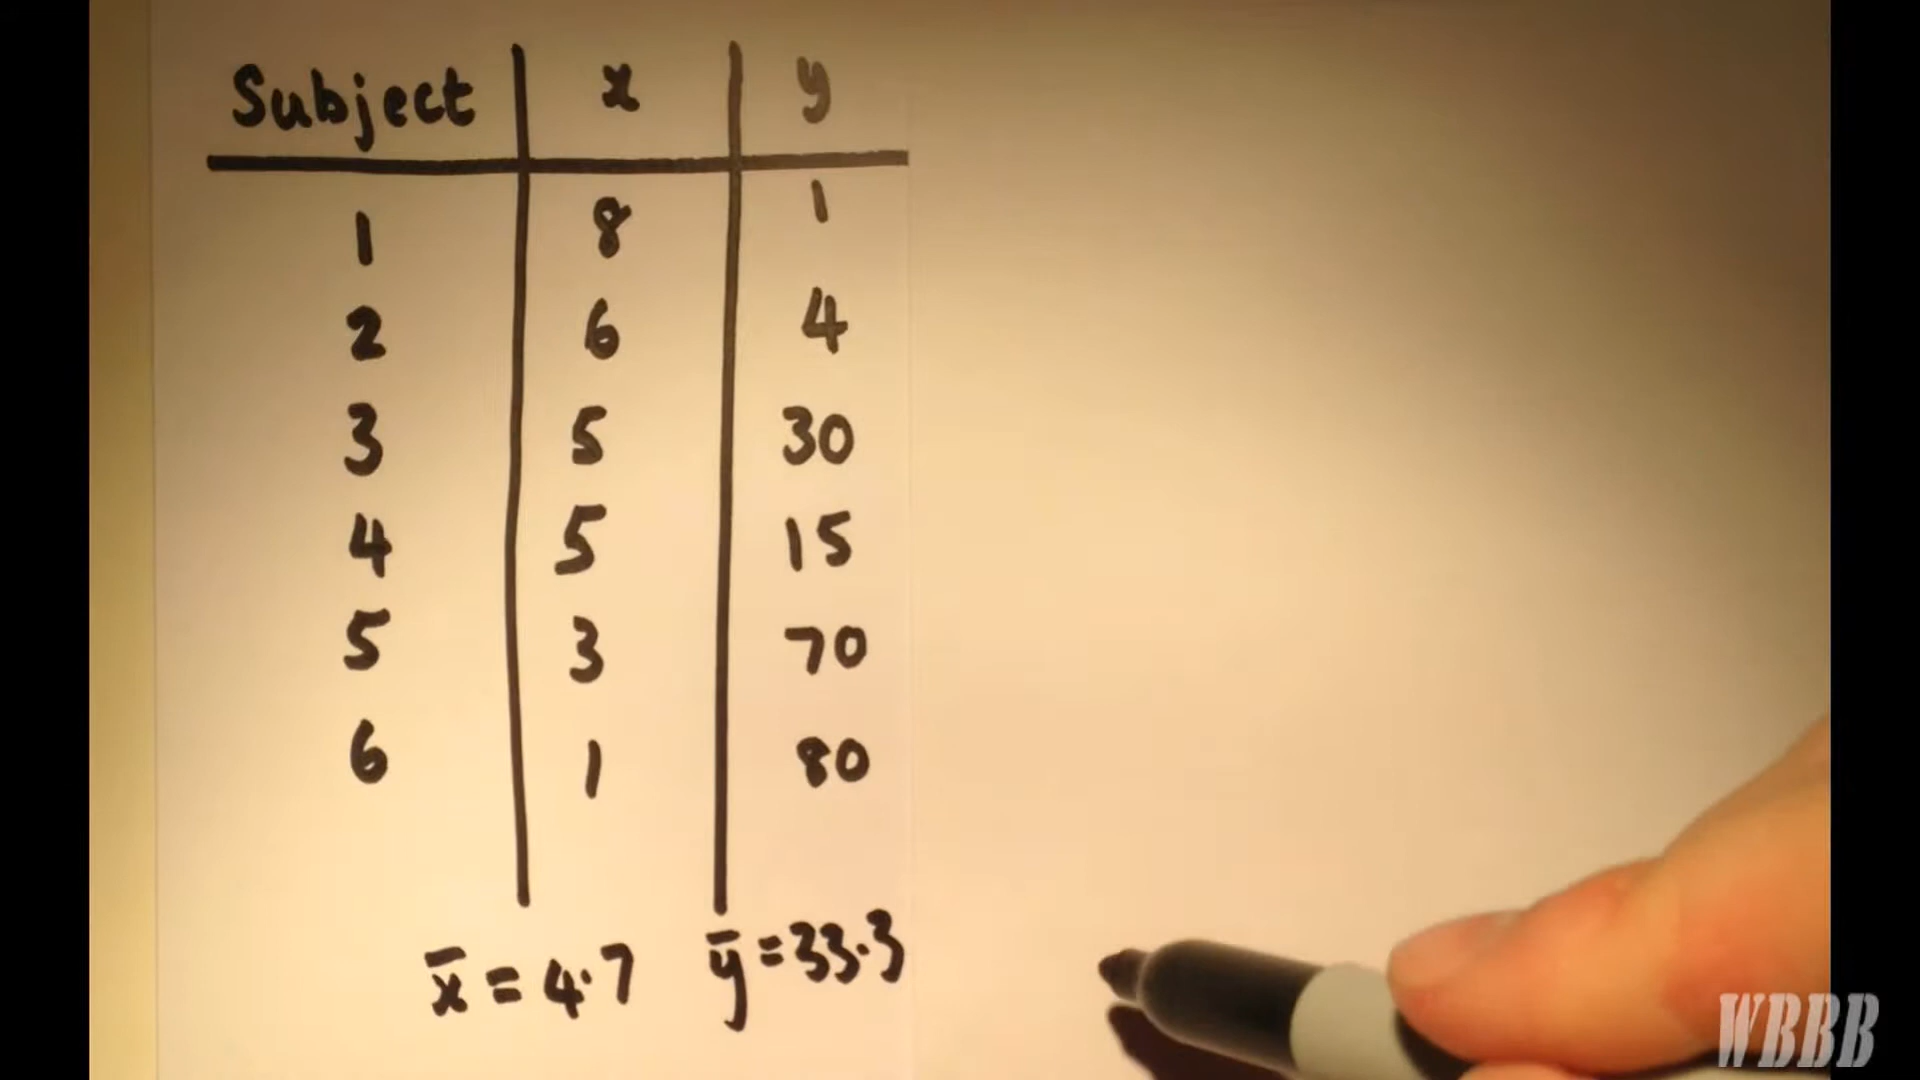 Subject x y
1 8 1
2 6 4
3 5 30
4 5 15
5 3 70
6 1 80
x̄ = 4·7 ȳ = 33·3
WBBB